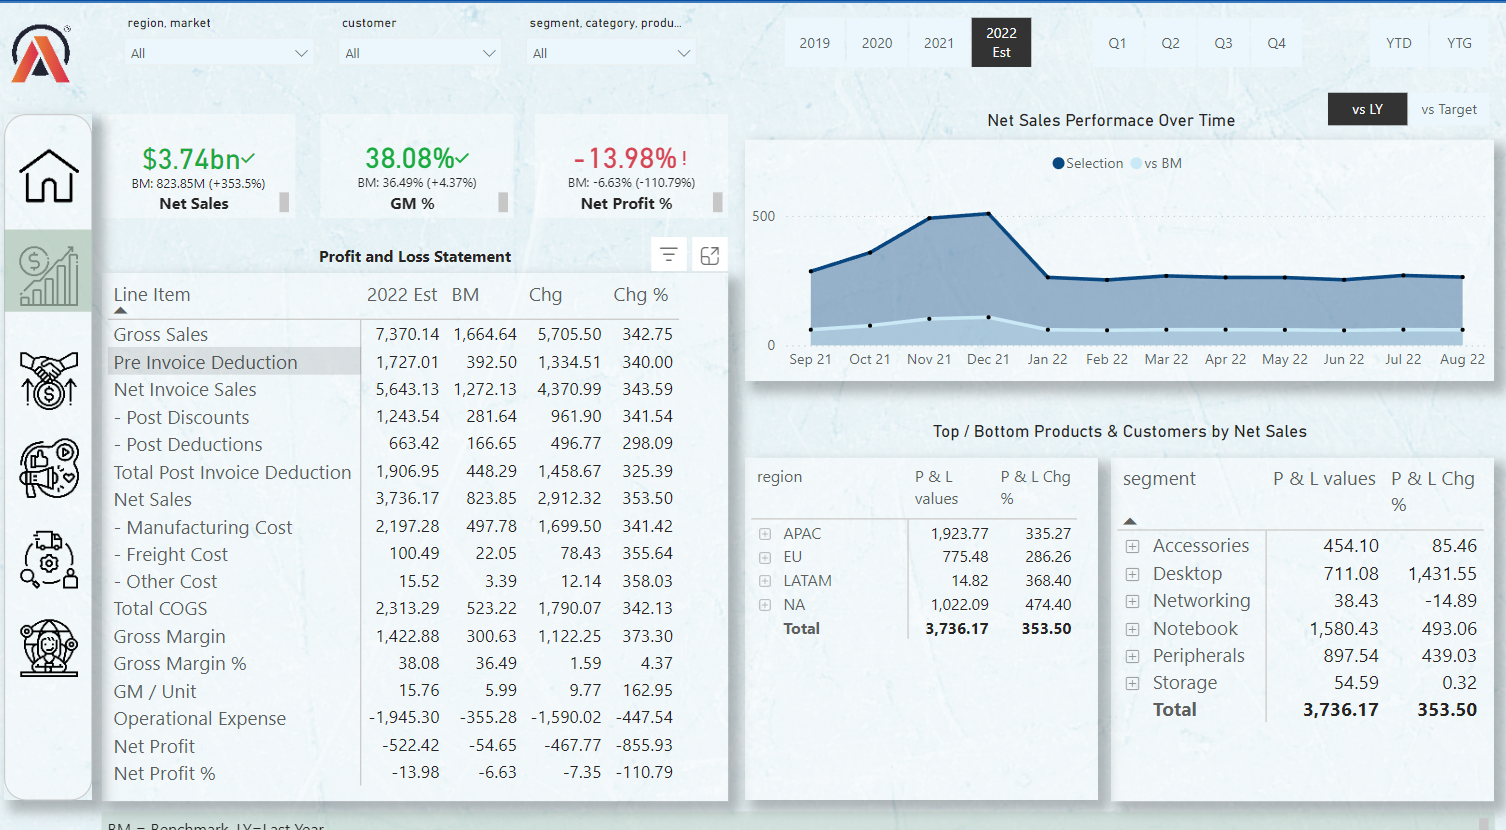 region, market
customer
segment, category, produ...
All
All
All
2019
2020
2021
2022
Est
Q1
Q2
Q3
Q4
YTD
YTG
vs LY
vs Target
$3.74bn
BM: 823.85M (+353.5%)
Net Sales
38.08%
BM: 36.49% (+4.37%)
GM %
-13.98% !
BM: -6.63% (-110.79%)
Net Profit %
Net Sales Performace Over Time
Selection vs BM
500
0
Sep 21 Oct 21 Nov 21 Dec 21 Jan 22 Feb 22 Mar 22 Apr 22 May 22 Jun 22 Jul 22 Aug 22
Profit and Loss Statement
Line Item 2022 Est BM Chg Chg %
Gross Sales 7,370.14 1,664.64 5,705.50 342.75
Pre Invoice Deduction 1,727.01 392.50 1,334.51 340.00
Net Invoice Sales 5,643.13 1,272.13 4,370.99 343.59
- Post Discounts 1,243.54 281.64 961.90 341.54
- Post Deductions 663.42 166.65 496.77 298.09
Total Post Invoice Deduction 1,906.95 448.29 1,458.67 325.39
Net Sales 3,736.17 823.85 2,912.32 353.50
- Manufacturing Cost 2,197.28 497.78 1,699.50 341.42
- Freight Cost 100.49 22.05 78.43 355.64
- Other Cost 15.52 3.39 12.14 358.03
Total COGS 2,313.29 523.22 1,790.07 342.13
Gross Margin 1,422.88 300.63 1,122.25 373.30
Gross Margin % 38.08 36.49 1.59 4.37
GM / Unit 15.76 5.99 9.77 162.95
Operational Expense -1,945.30 -355.28 -1,590.02 -447.54
Net Profit -522.42 -54.65 -467.77 -855.93
Net Profit % -13.98 -6.63 -7.35 -110.79
Top / Bottom Products & Customers by Net Sales
region P & L values P & L Chg %
APAC 1,923.77 335.27
EU 775.48 286.26
LATAM 14.82 368.40
NA 1,022.09 474.40
Total 3,736.17 353.50
segment P & L values P & L Chg %
Accessories 454.10 85.46
Desktop 711.08 1,431.55
Networking 38.43 -14.89
Notebook 1,580.43 493.06
Peripherals 897.54 439.03
Storage 54.59 0.32
Total 3,736.17 353.50
BM = Benchmark, LY=Last Year